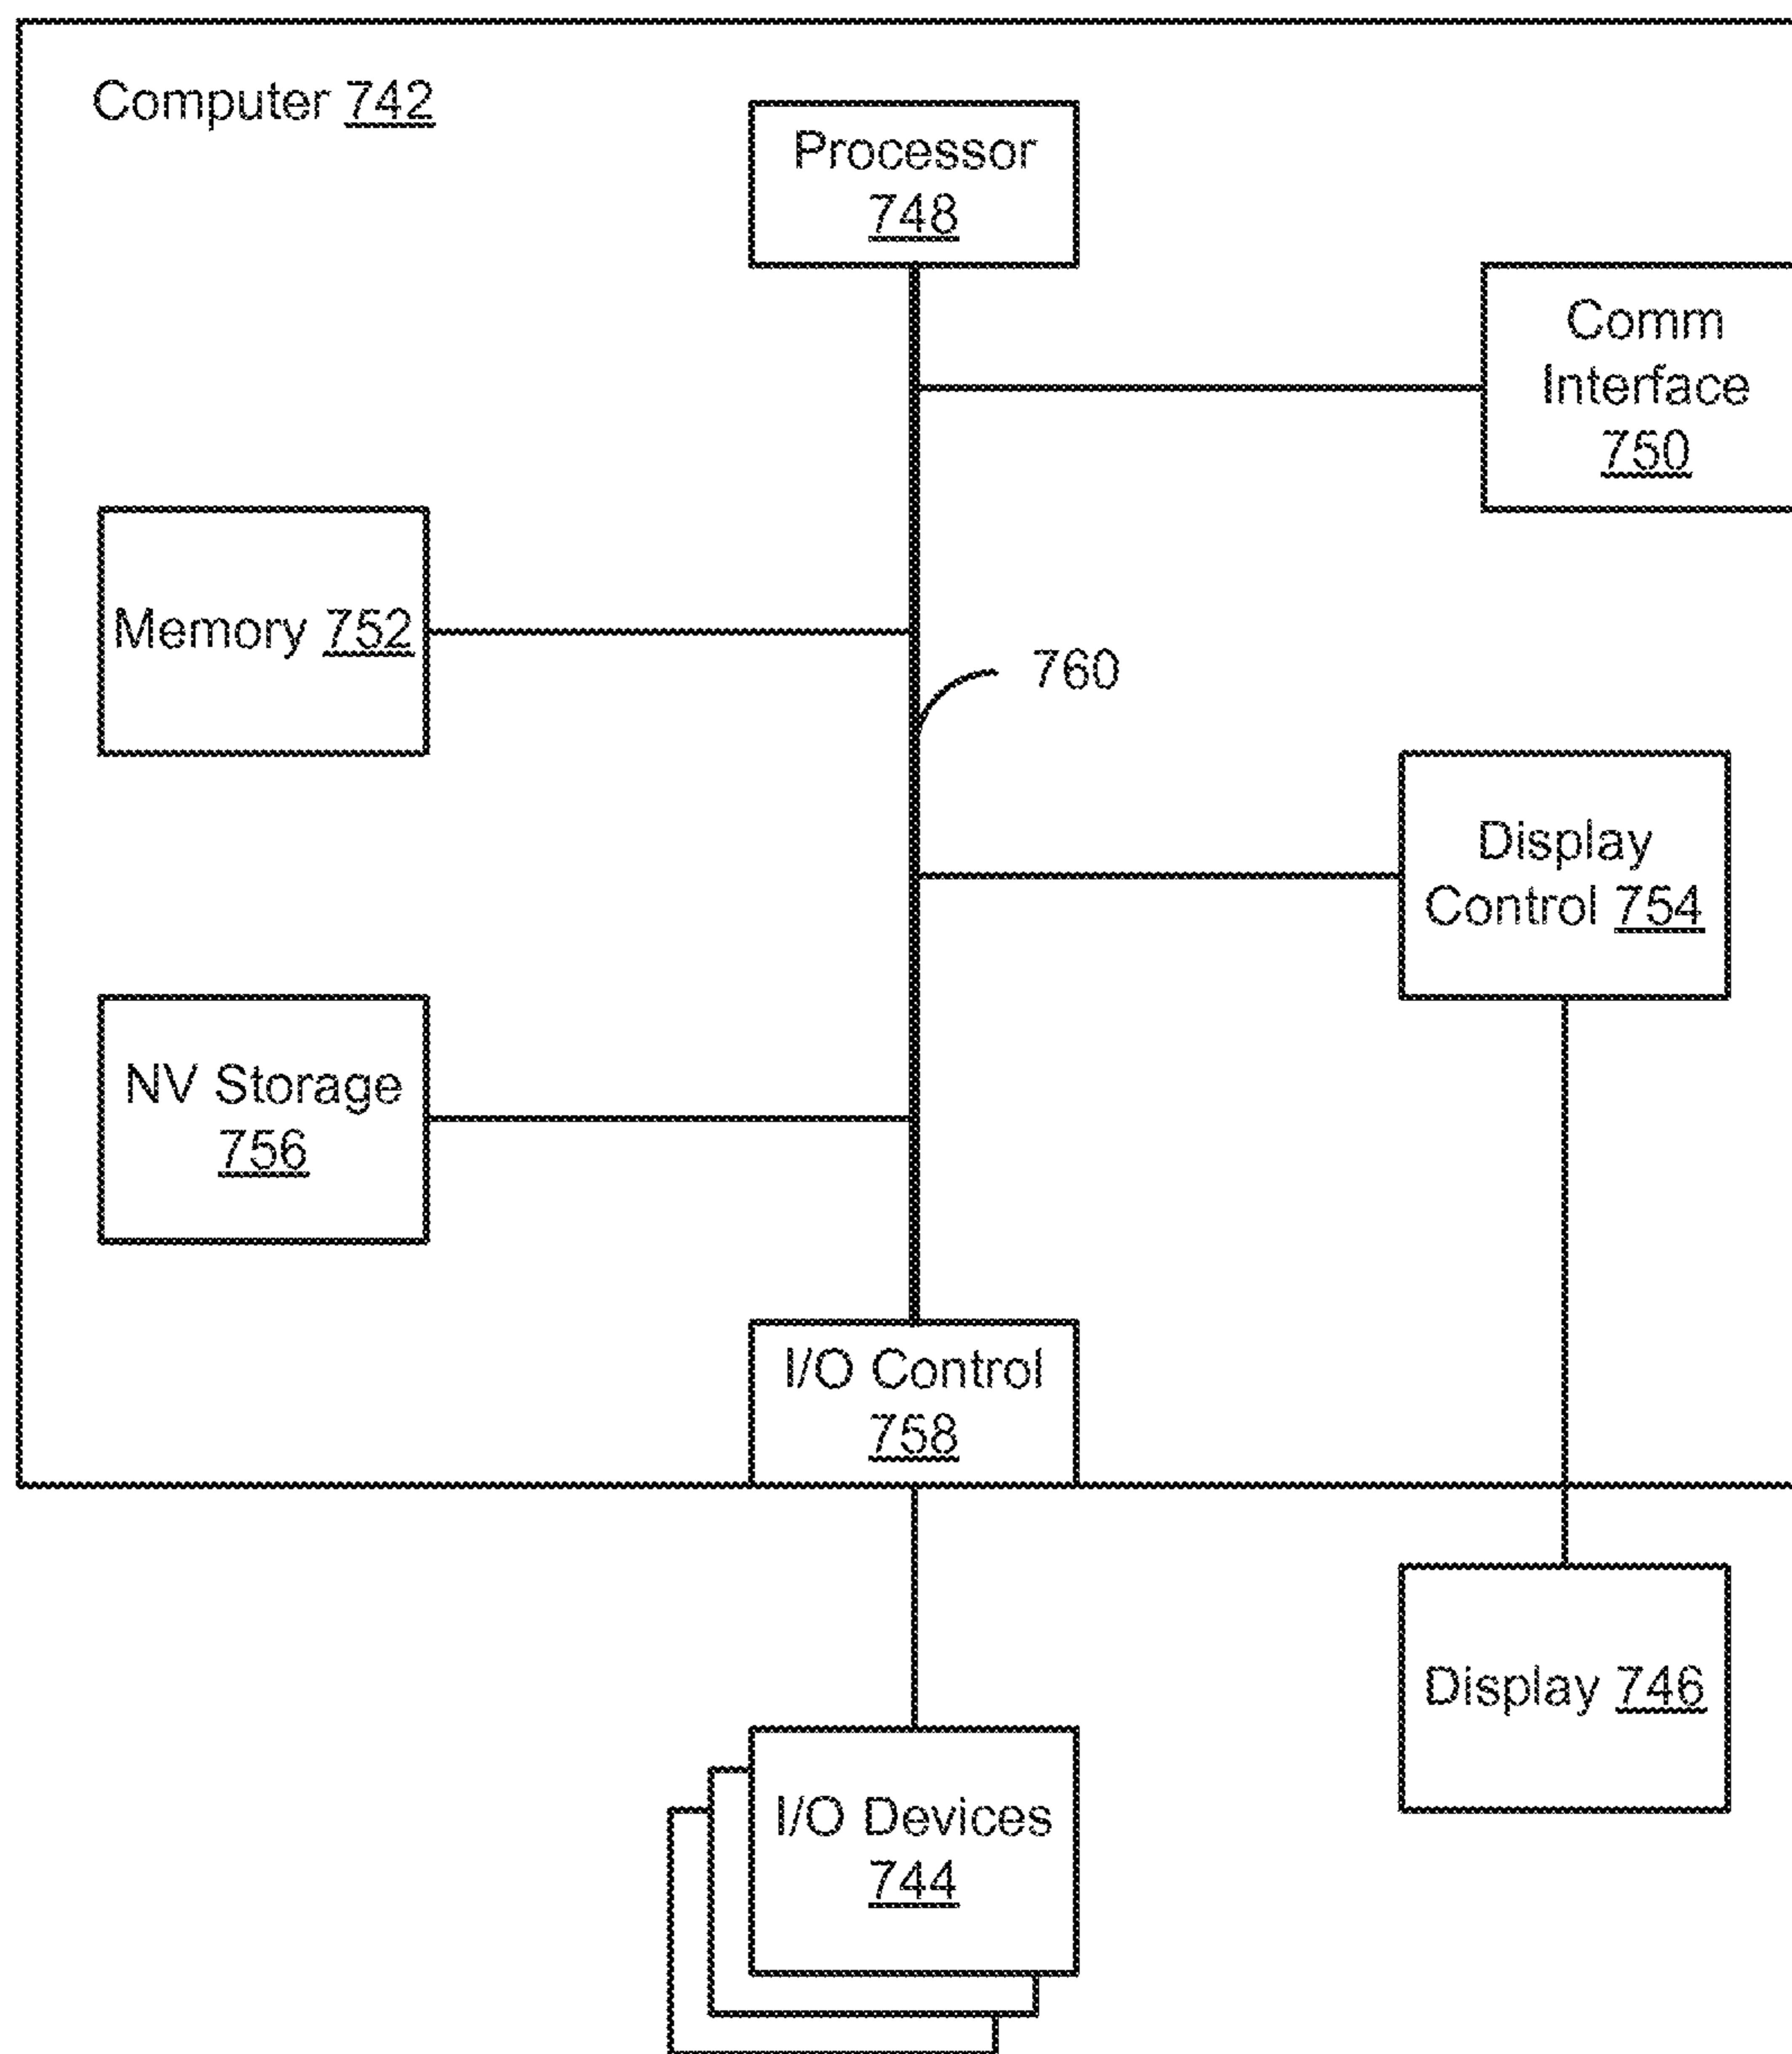 Computer 742
Processor
748
Comm
Interface
750
Memory 752
760
Display
Control 754
NV Storage
756
I/O Control
758
Display 746
I/O Devices
744